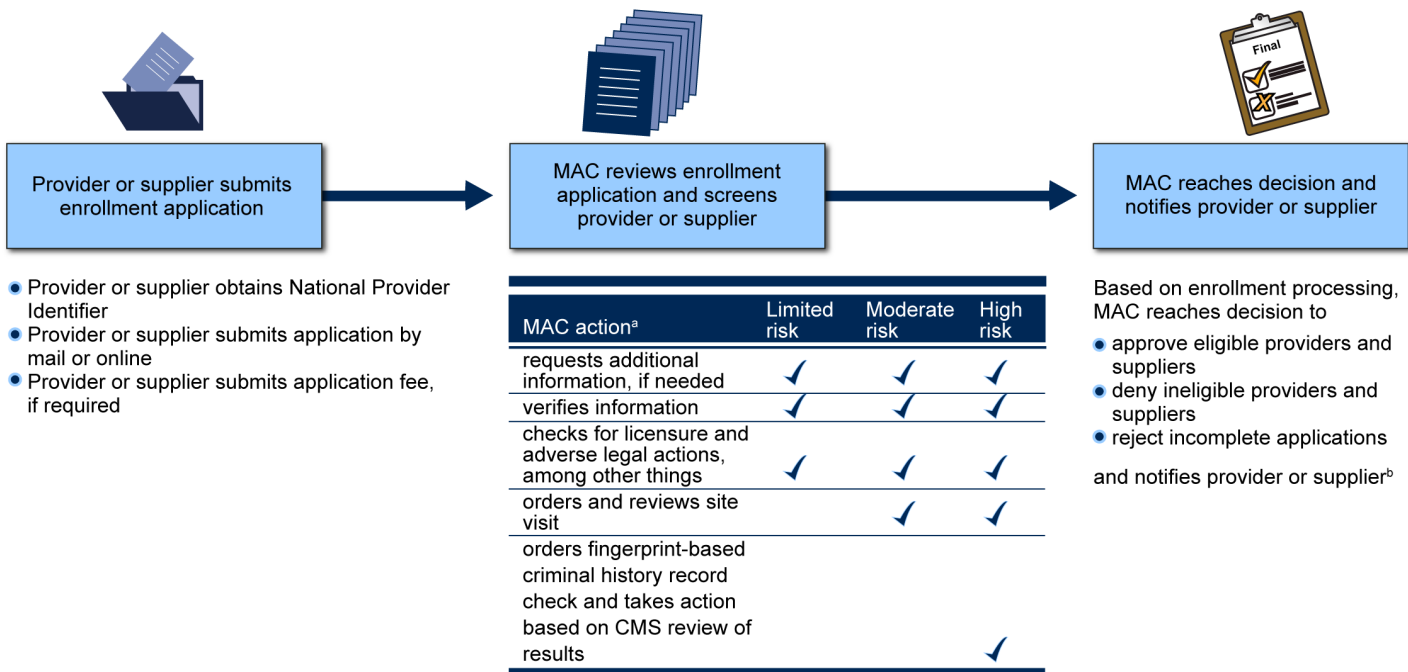 Final
Provider or supplier submits
enrollment application
MAC reviews enrollment
application and screens
provider or supplier
MAC reaches decision and
notifies provider or supplier
Provider or supplier obtains National Provider
Identifier
Provider or supplier submits application by
mail or online
Provider or supplier submits application fee,
if required
MAC actionᵃ
Limited
risk
Moderate
risk
High
risk
requests additional
information, if needed
verifies information
checks for licensure and
adverse legal actions,
among other things
orders and reviews site
visit
orders fingerprint-based
criminal history record
check and takes action
based on CMS review of
results
Based on enrollment processing,
MAC reaches decision to
approve eligible providers and
suppliers
deny ineligible providers and
suppliers
reject incomplete applications
and notifies provider or supplierᵇ